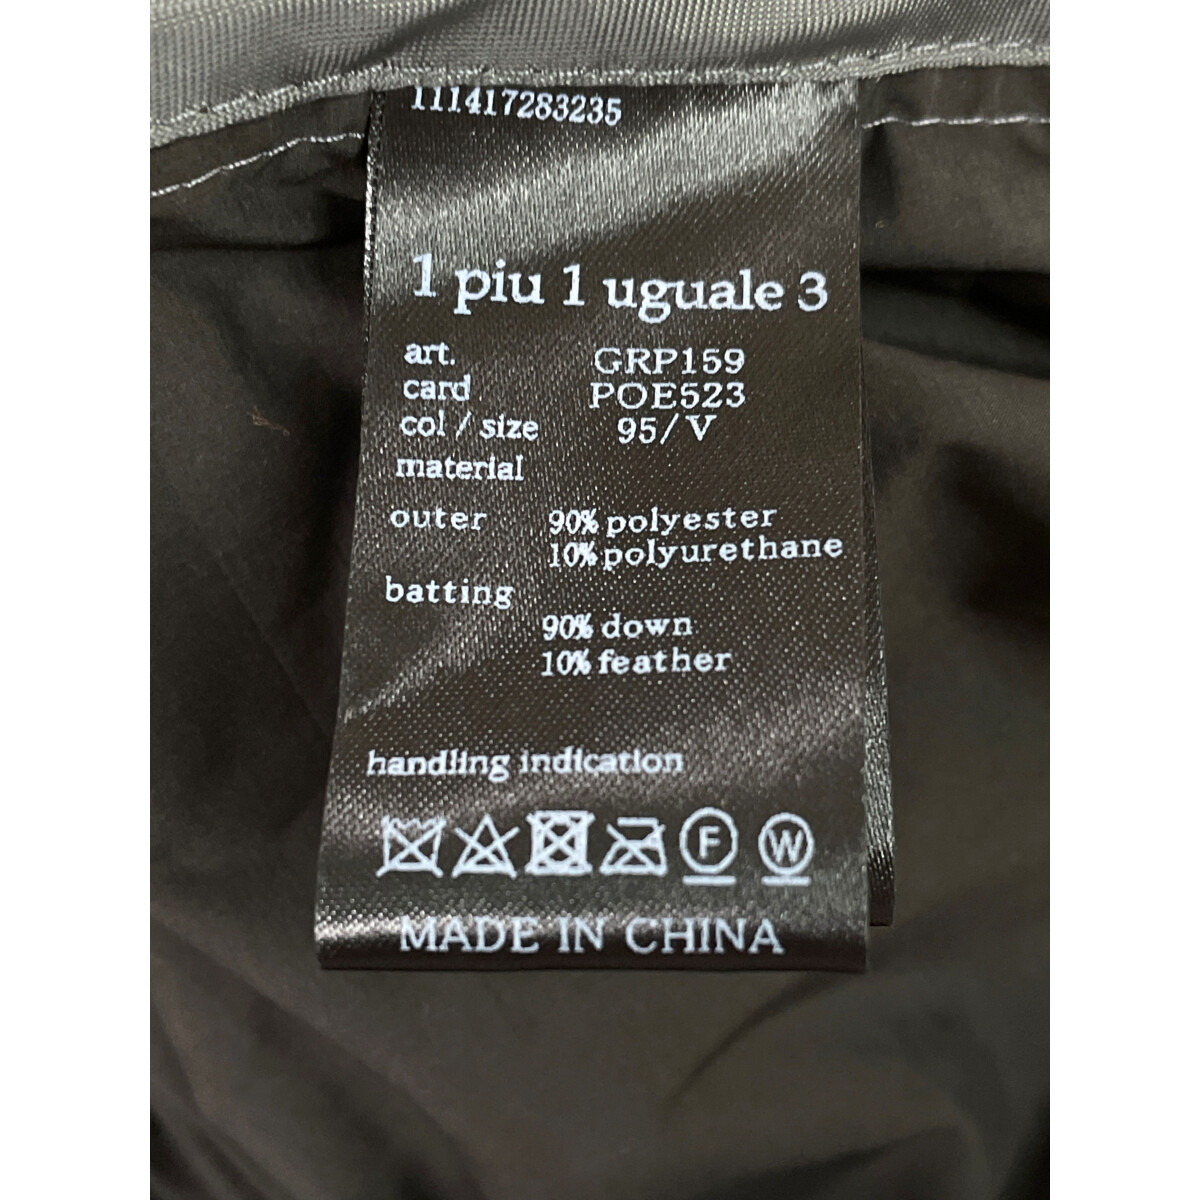 111417283235
1 piu 1 uguale 3
art. GRP159
card POE523
col / size 95/V
material
outer 90% polyester
10% polyurethane
batting
90% down
10% feather
handling indication
F W
MADE IN CHINA